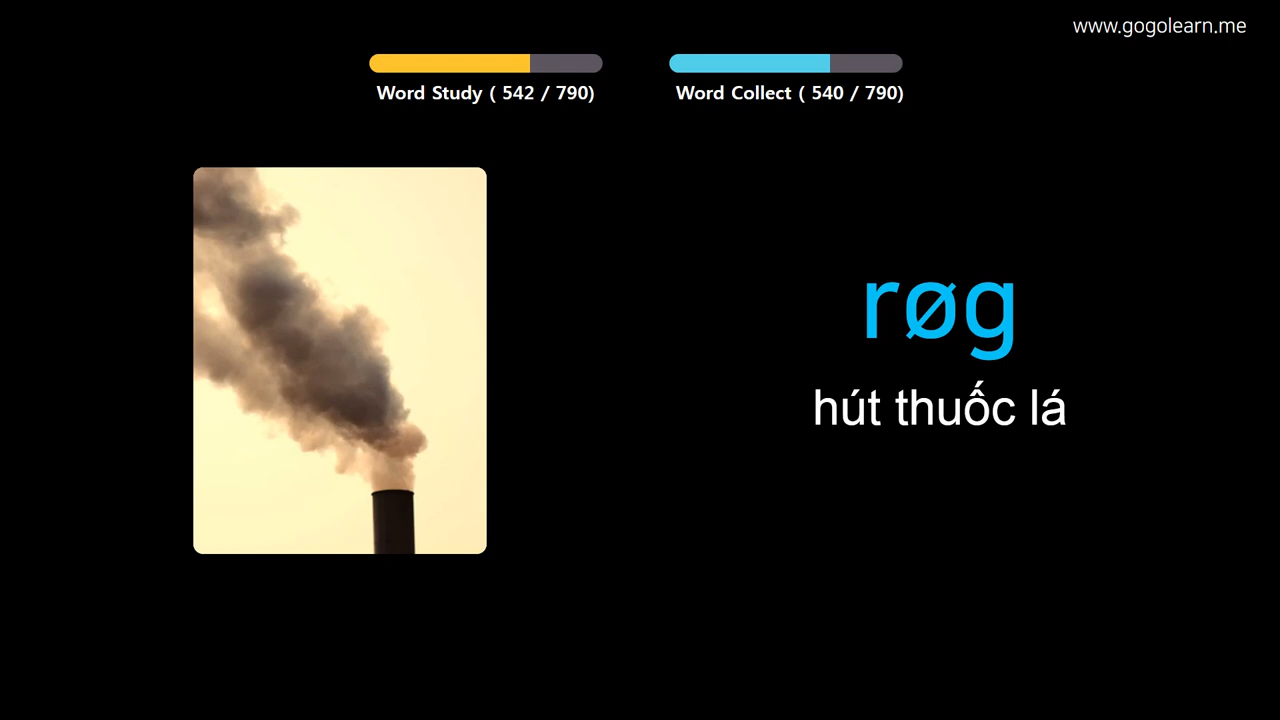 www.gogolearn.me
Word Study ( 542 / 790)
Word Collect ( 540 / 790)
røg
hút thuốc lá